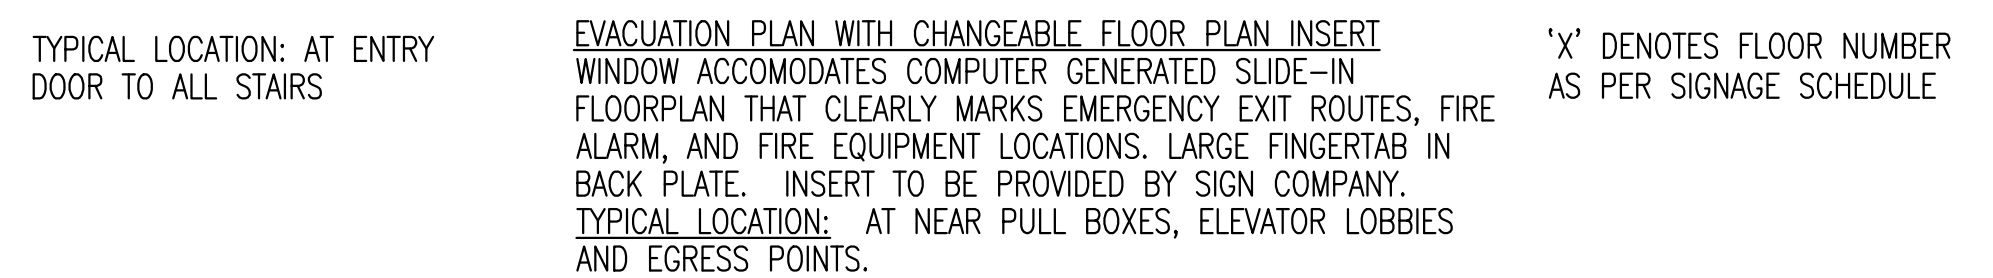 TYPICAL LOCATION: AT ENTRY
DOOR TO ALL STAIRS
EVACUATION PLAN WITH CHANGEABLE FLOOR PLAN INSERT
WINDOW ACCOMODATES COMPUTER GENERATED SLIDE-IN
FLOORPLAN THAT CLEARLY MARKS EMERGENCY EXIT ROUTES, FIRE
ALARM, AND FIRE EQUIPMENT LOCATIONS. LARGE FINGERTAB IN
BACK PLATE.  INSERT TO BE PROVIDED BY SIGN COMPANY.
TYPICAL LOCATION:  AT NEAR PULL BOXES, ELEVATOR LOBBIES
AND EGRESS POINTS.
‘X’ DENOTES FLOOR NUMBER
AS PER SIGNAGE SCHEDULE